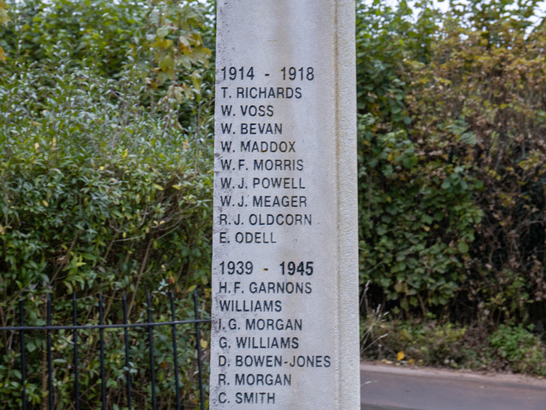 1914 - 1918
T. RICHARDS
W. VOSS
W. BEVAN
W. MADDOX
W. F. MORRIS
W. J. POWELL
W. J. MEAGER
R. J. OLDCORN
E. ODELL
1939 - 1945
H. F. GARNONS
WILLIAMS
I. G. MORGAN
G. WILLIAMS
D. BOWEN-JONES
R. MORGAN
C. SMITH